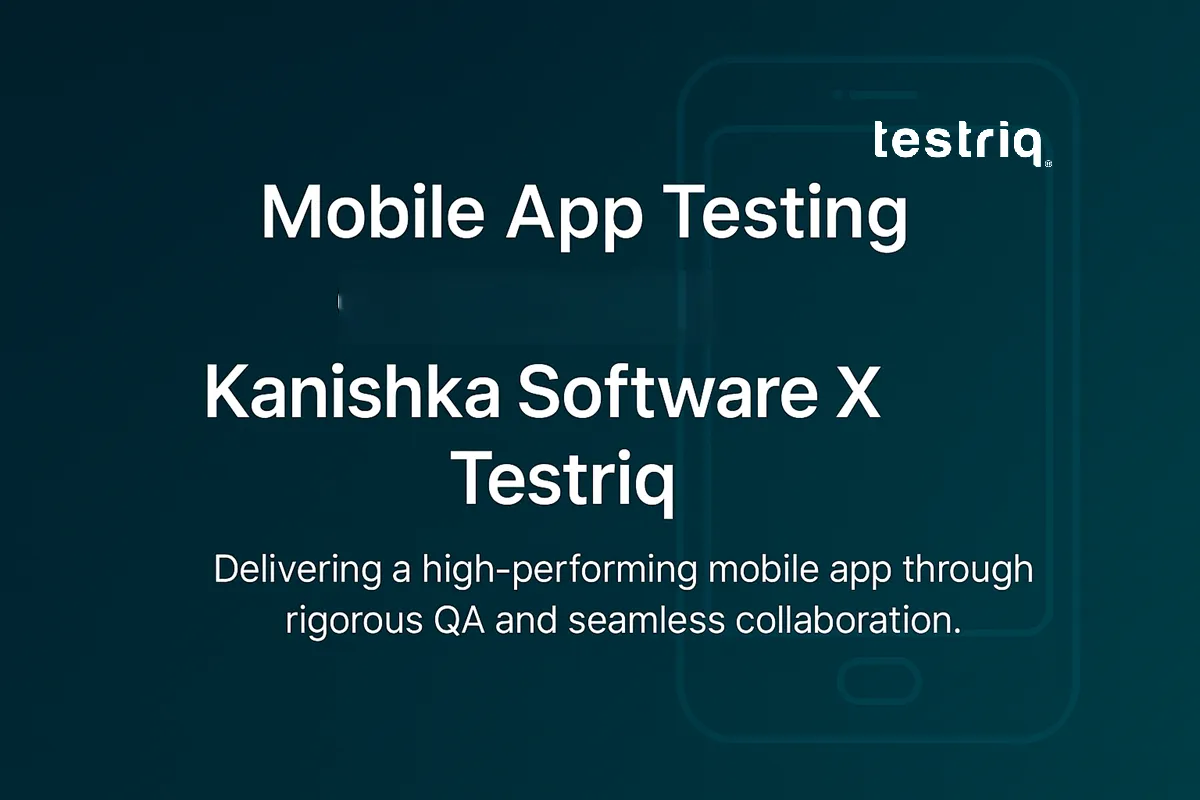 testriq®
Mobile App Testing
Kanishka Software X
Testriq
Delivering a high-performing mobile app through
rigorous QA and seamless collaboration.